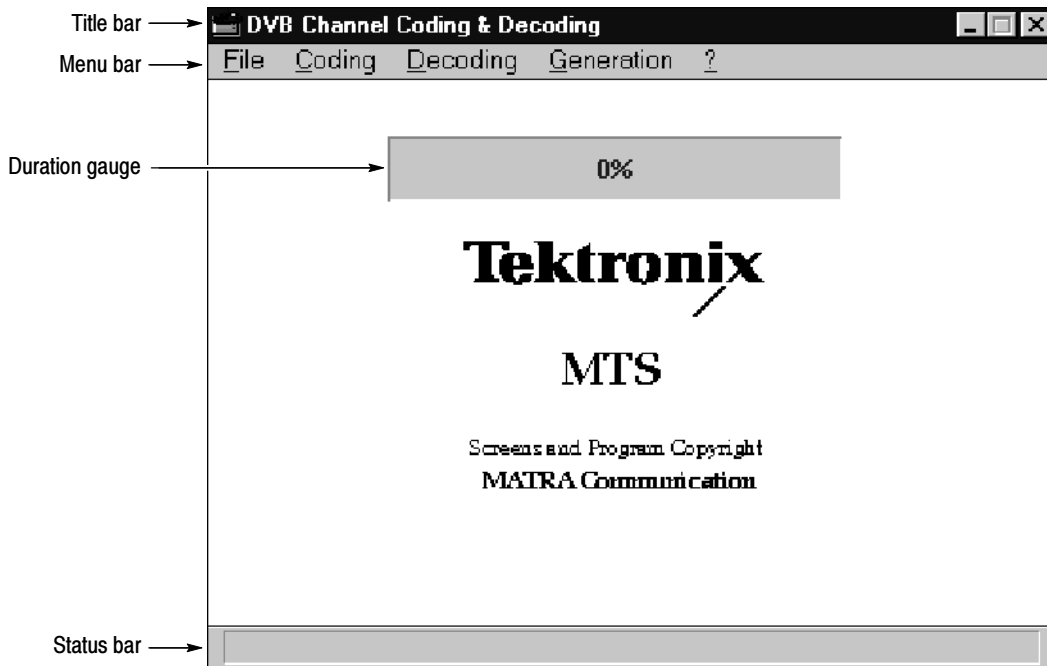 Title bar
DVB Channel Coding & Decoding
Menu bar
File Coding Decoding Generation ?
Duration gauge
0%
Tektronix
MTS
Screens and Program Copyright
MATRA Communication
Status bar